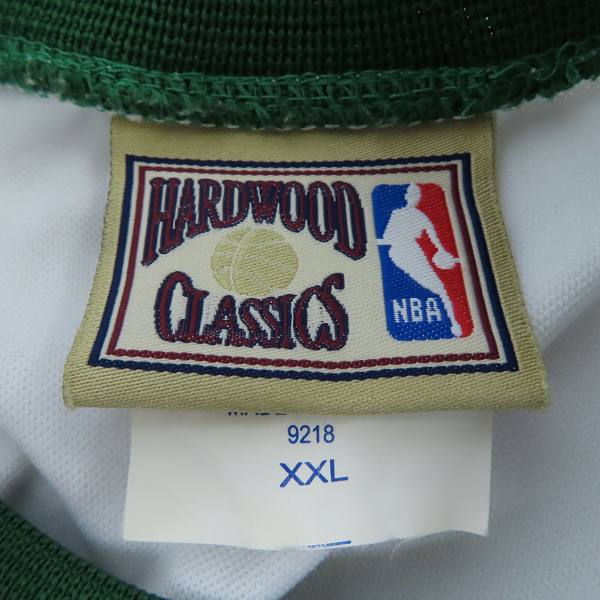 HARDWOOD
CLASSICS
NBA
9218
XXL